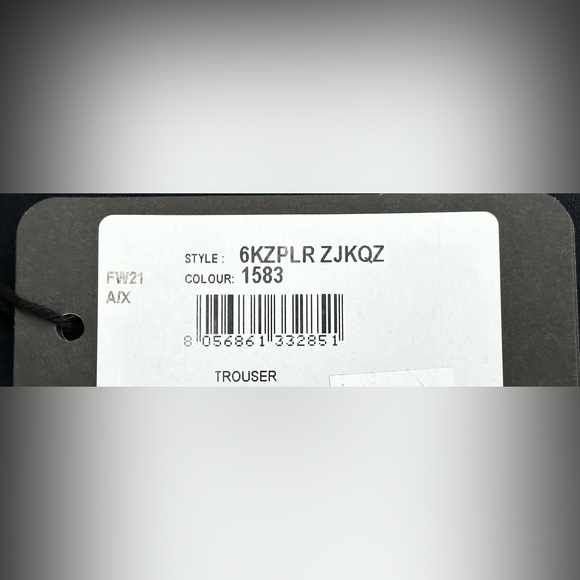 STYLE : 6KZPLR ZJKQZ
FW21 COLOUR: 1583
A/X
8 056861 332851
TROUSER